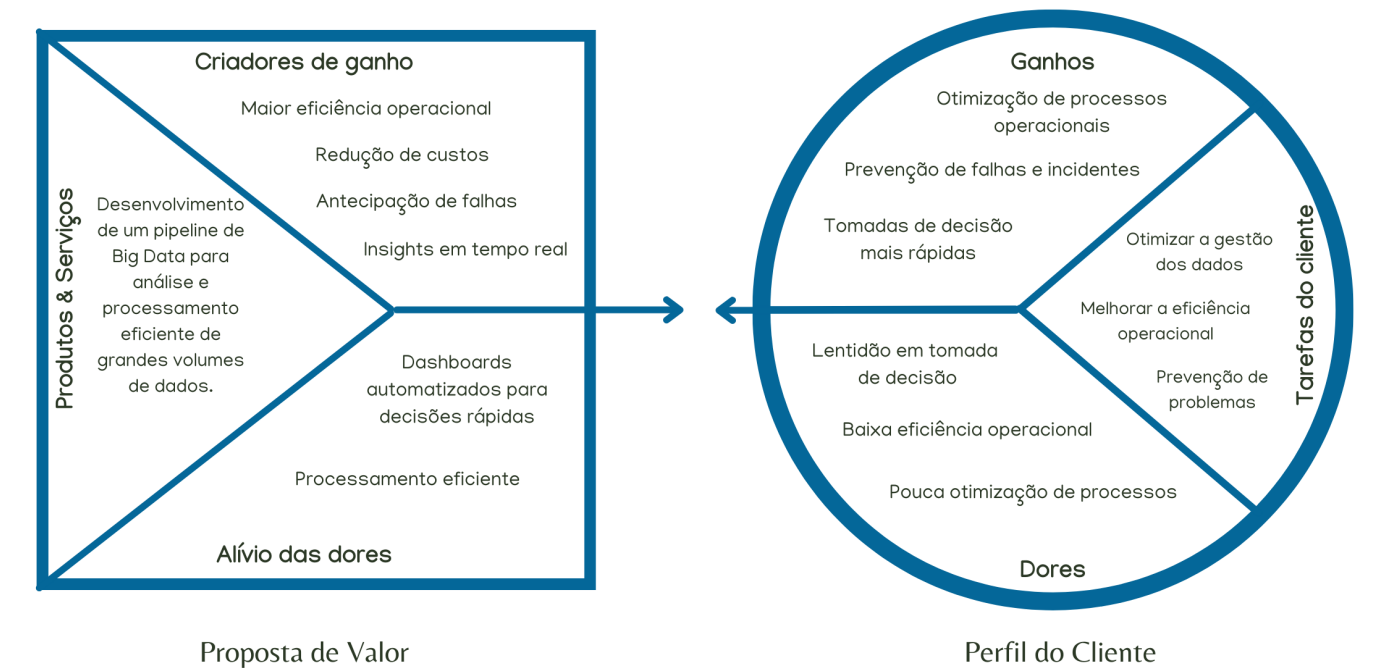 Criadores de ganho
Maior eficiência operacional
Redução de custos
Antecipação de falhas
Insights em tempo real
Produtos & Serviços
Desenvolvimento
de um pipeline de
Big Data para
análise e
processamento
eficiente de
grandes volumes
de dados.
Dashboards
automatizados para
decisões rápidas
Processamento eficiente
Alívio das dores
Proposta de Valor
Ganhos
Otimização de processos
operacionais
Prevenção de falhas e incidentes
Tomadas de decisão
mais rápidas
Tarefas do cliente
Otimizar a gestão
dos dados
Melhorar a eficiência
operacional
Prevenção de
problemas
Lentidão em tomada
de decisão
Baixa eficiência operacional
Pouca otimização de processos
Dores
Perfil do Cliente